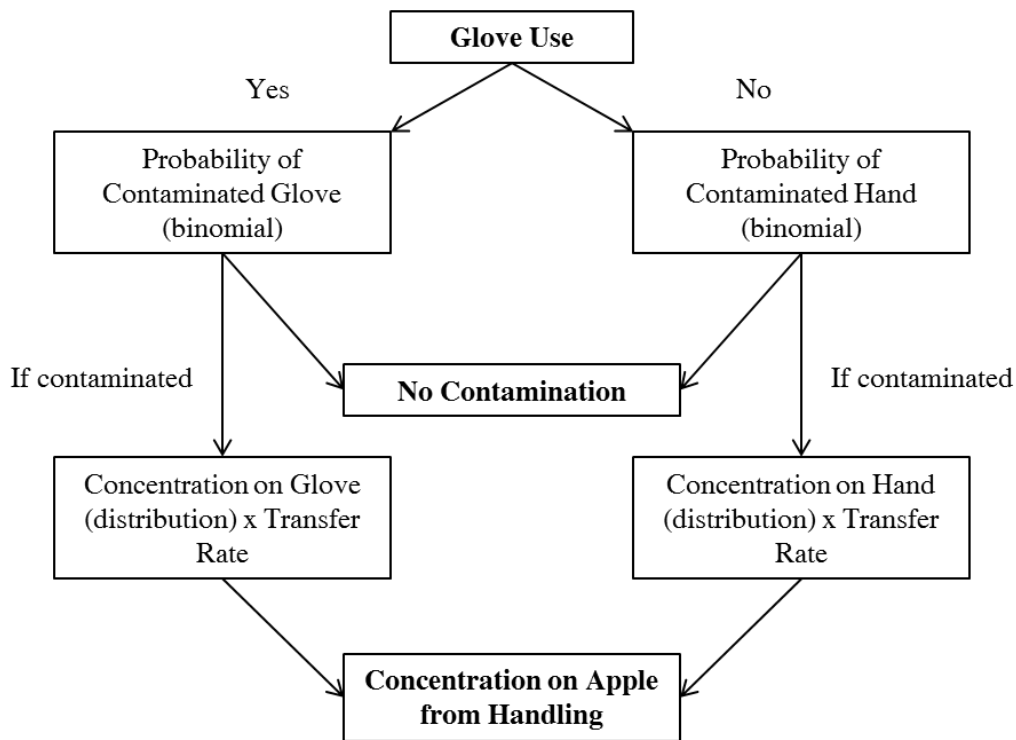 Glove Use
Yes
No
Probability of
Contaminated Glove
(binomial)
Probability of
Contaminated Hand
(binomial)
If contaminated
No Contamination
If contaminated
Concentration on Glove
(distribution) x Transfer
Rate
Concentration on Hand
(distribution) x Transfer
Rate
Concentration on Apple
from Handling